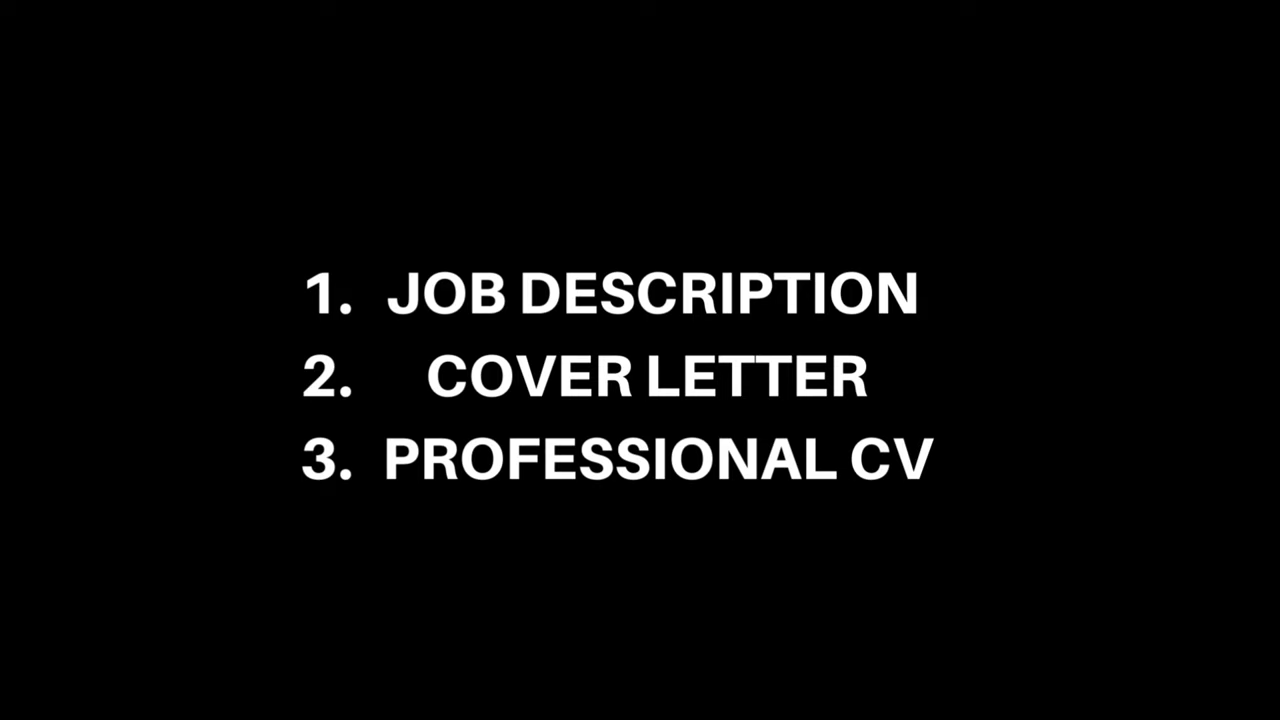 1. JOB DESCRIPTION
2. COVER LETTER
3. PROFESSIONAL CV